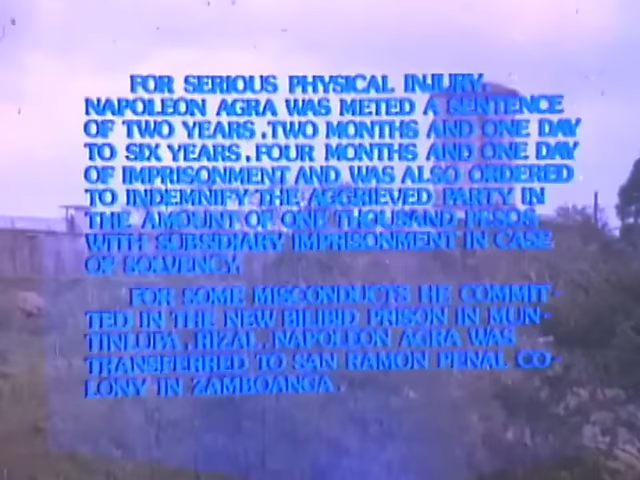 FOR SERIOUS PHYSICAL INJURY,
NAPOLEON AGRA WAS METED A SENTENCE
OF TWO YEARS, TWO MONTHS AND ONE DAY
TO SIX YEARS, FOUR MONTHS AND ONE DAY
OF IMPRISONMENT AND WAS ALSO ORDERED
TO INDEMNIFY THE AGGRIEVED PARTY IN
THE AMOUNT OF ONE THOUSAND PESOS
WITH SUBSIDIARY IMPRISONMENT IN CASE
OF SOLVENCY.
FOR SOME MISCONDUCTS HE COMMIT-
TED IN THE NEW BILIBID PRISON IN MUN-
TINLUPA, RIZAL, NAPOLEON AGRA WAS
TRANSFERRED TO SAN RAMON PENAL CO-
LONY IN ZAMBOANGA.